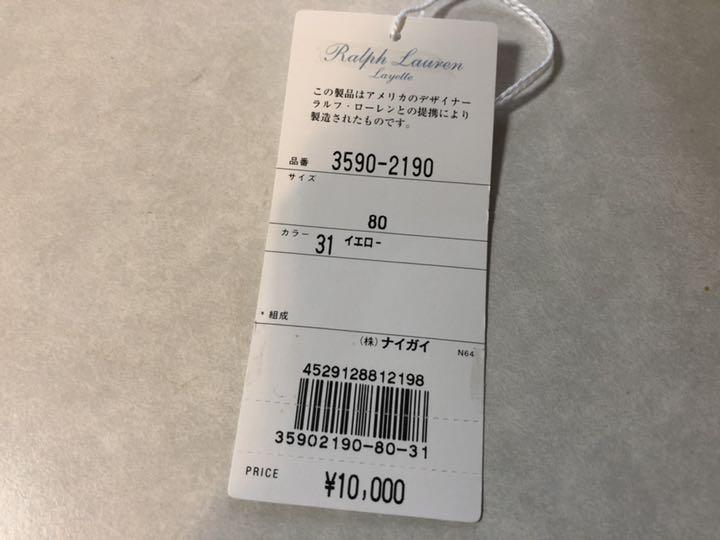 Ralph Lauren
Layette
この製品はアメリカのデザイナー
ラルフ・ローレンとの提携により
製造されたものです。
品番 3590-2190
サイズ
80
カラー 31 イエロー
* 組成
(株)ナイガイ N64
4529128812198
35902190-80-31
PRICE ¥10,000